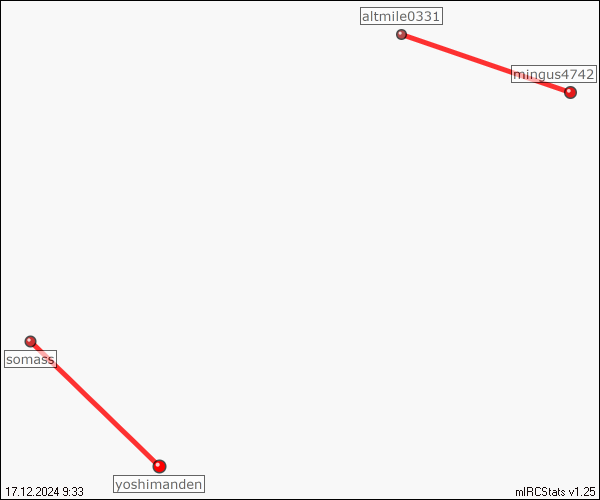 altmile0331
mingus4742
somass
yoshimanden
17.12.2024 9:33
mIRCStats v1.25